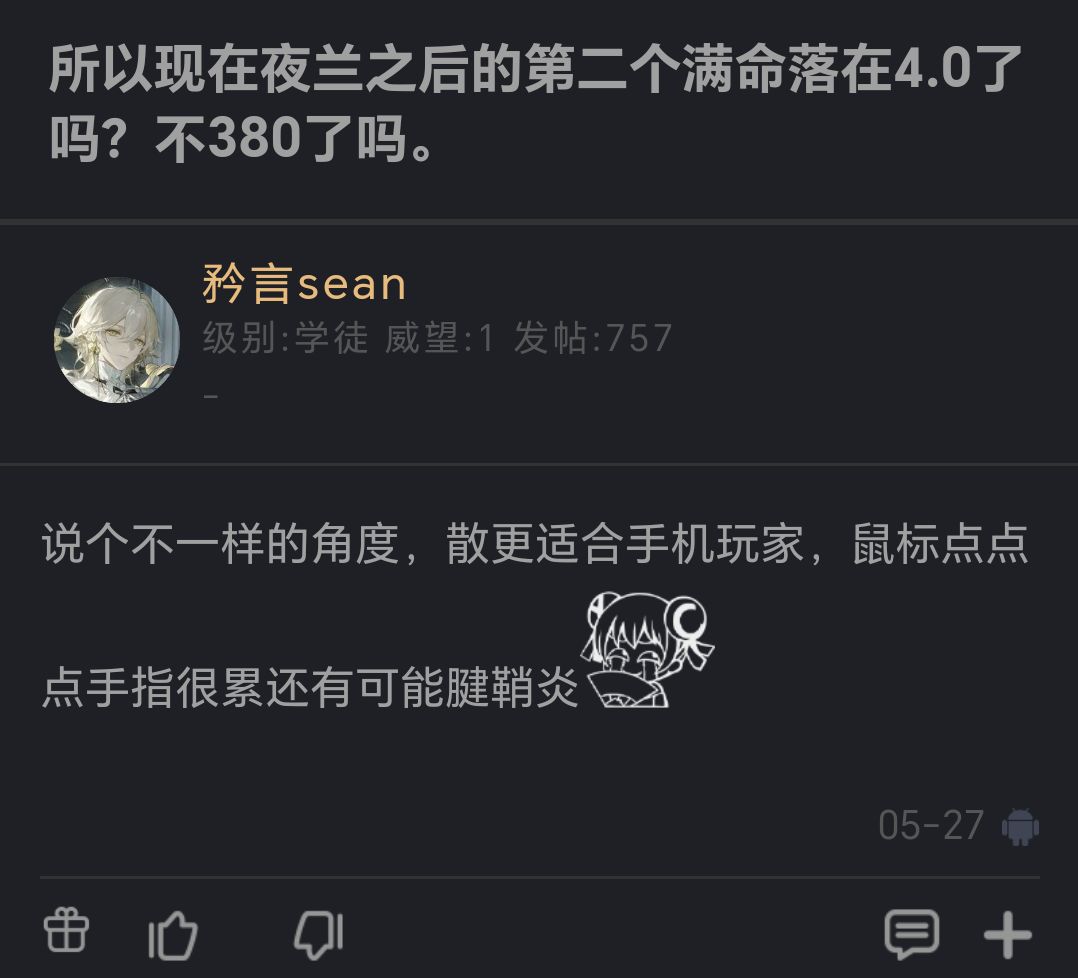 所以现在夜兰之后的第二个满命落在4.0了
吗？不380了吗。
矜言sean
级别:学徒 威望:1 发帖:757
-
说个不一样的角度，散更适合手机玩家，鼠标点点
点手指很累还有可能腱鞘炎
05-27